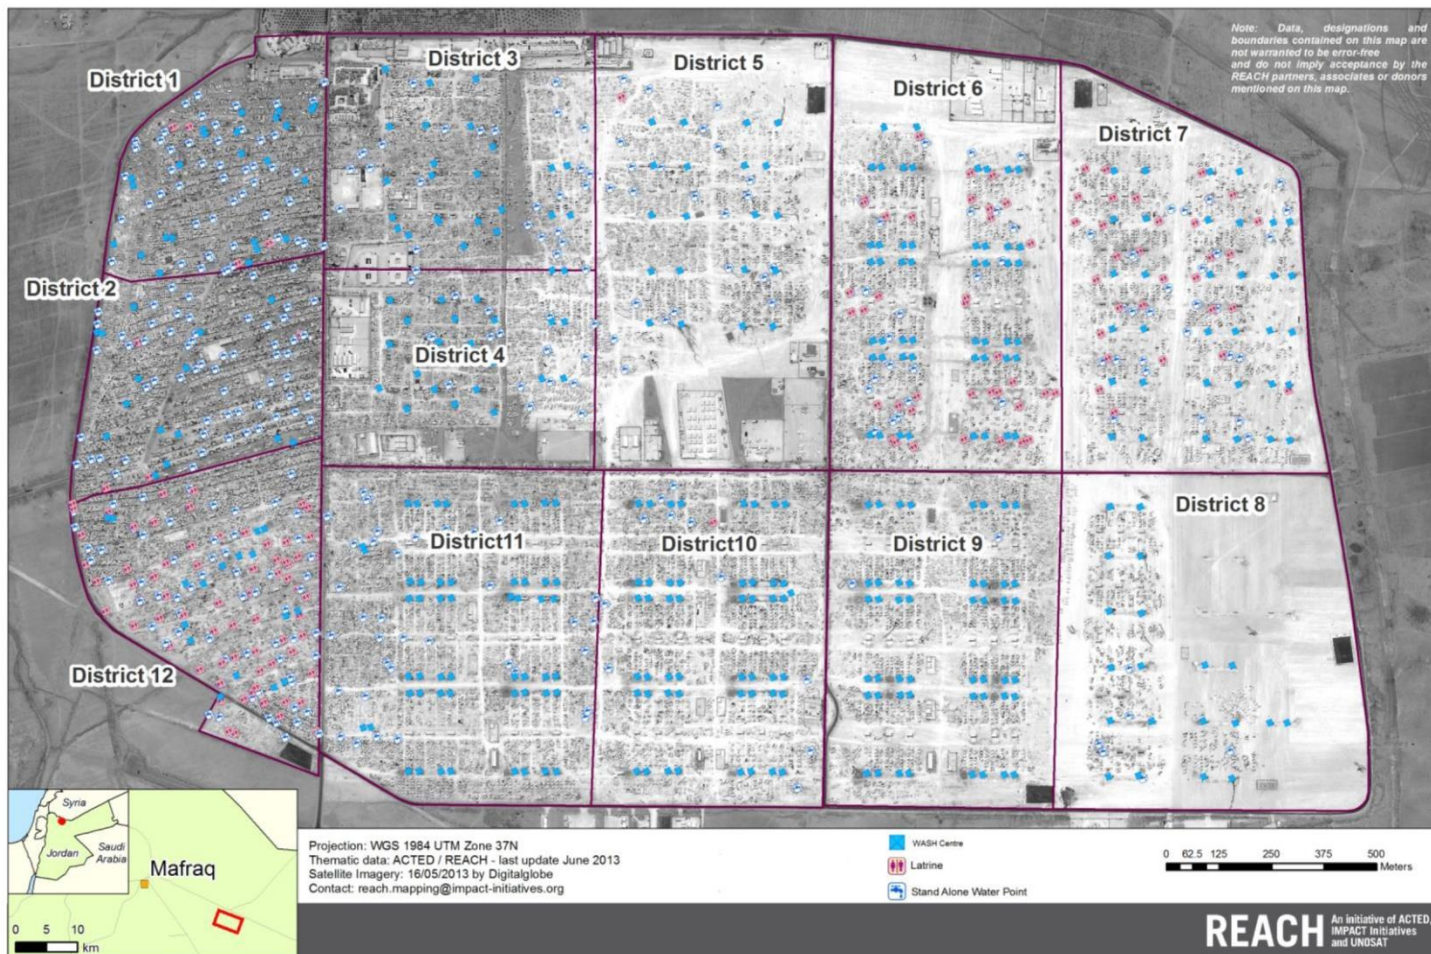 Note: Data, designations and
boundaries contained on this map are
not warranted to be error-free
and do not imply acceptance by the
REACH partners, associates or donors
mentioned on this map.
District 1
District 3
District 5
District 6
District 7
District 2
District 4
District 8
District11
District10
District 9
District 12
Syria
Jordan
Saudi
Arabia
Mafraq
0 5 10
km
Projection: WGS 1984 UTM Zone 37N
Thematic data: ACTED / REACH - last update June 2013
Satellite Imagery: 16/05/2013 by Digitalglobe
Contact: reach.mapping@impact-initiatives.org
WASH Centre
Latrine
Stand Alone Water Point
0 62.5 125 250 375 500
Meters
REACH
An initiative of ACTED,
IMPACT Initiatives
and UNOSAT